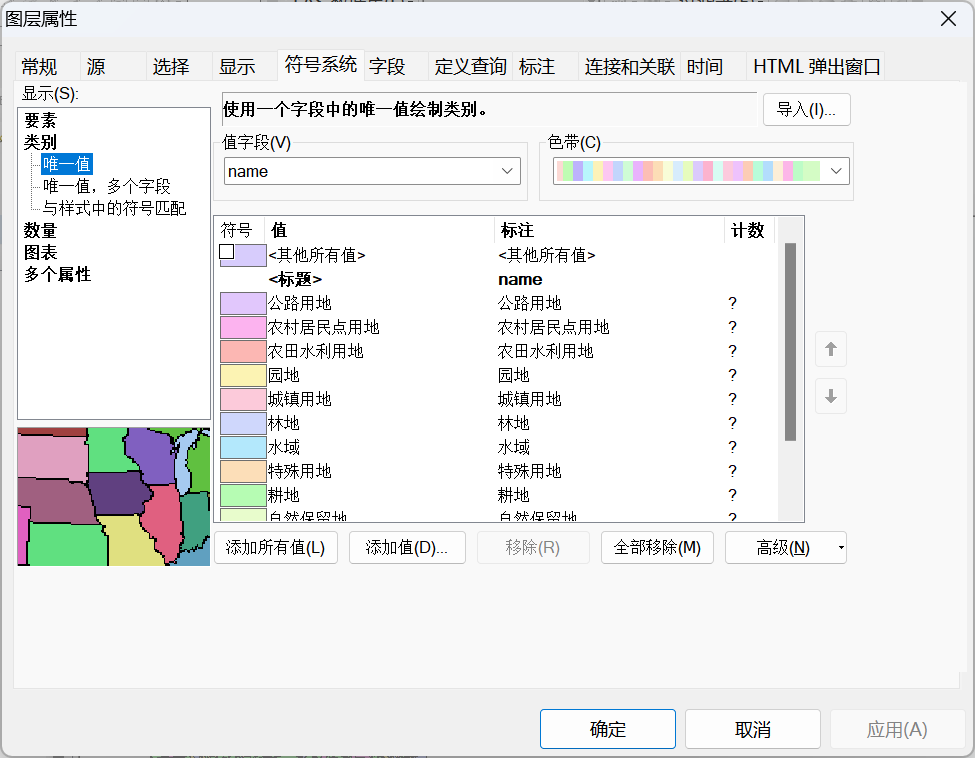 图层属性
常规 源 选择 显示 符号系统 字段 定义查询 标注 连接和关联 时间 HTML 弹出窗口
显示(S):
要素
类别
唯一值
唯一值，多个字段
与样式中的符号匹配
数量
图表
多个属性
使用一个字段中的唯一值绘制类别。
导入(I)...
值字段(V)
name
色带(C)
符号 值 标注 计数
<其他所有值> <其他所有值>
<标题> name
公路用地 公路用地 ?
农村居民点用地 农村居民点用地 ?
农田水利用地 农田水利用地 ?
园地 园地 ?
城镇用地 城镇用地 ?
林地 林地 ?
水域 水域 ?
特殊用地 特殊用地 ?
耕地 耕地 ?
自然保留地 自然保留地 ?
添加所有值(L) 添加值(D)... 移除(R) 全部移除(M) 高级(N)
确定 取消 应用(A)